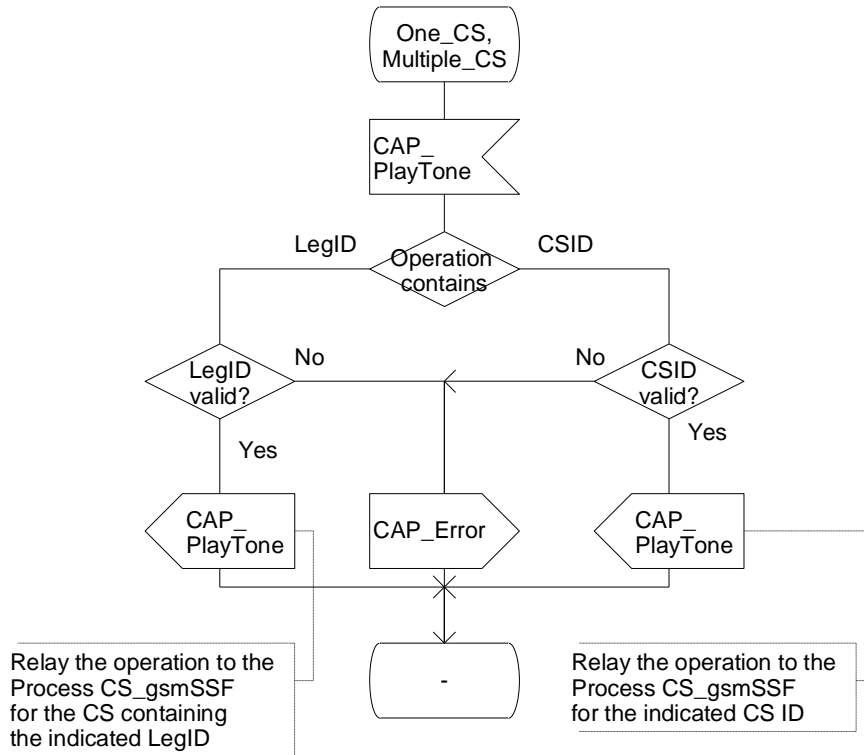 One_CS,
Multiple_CS
CAP_
PlayTone
LegID
CSID
Operation
contains
LegID
valid?
No
No
CSID
valid?
Yes
Yes
CAP_
PlayTone
CAP_Error
CAP_
PlayTone
Relay the operation to the
Process CS_gsmSSF
for the CS containing
the indicated LegID
-
Relay the operation to the
Process CS_gsmSSF
for the indicated CS ID